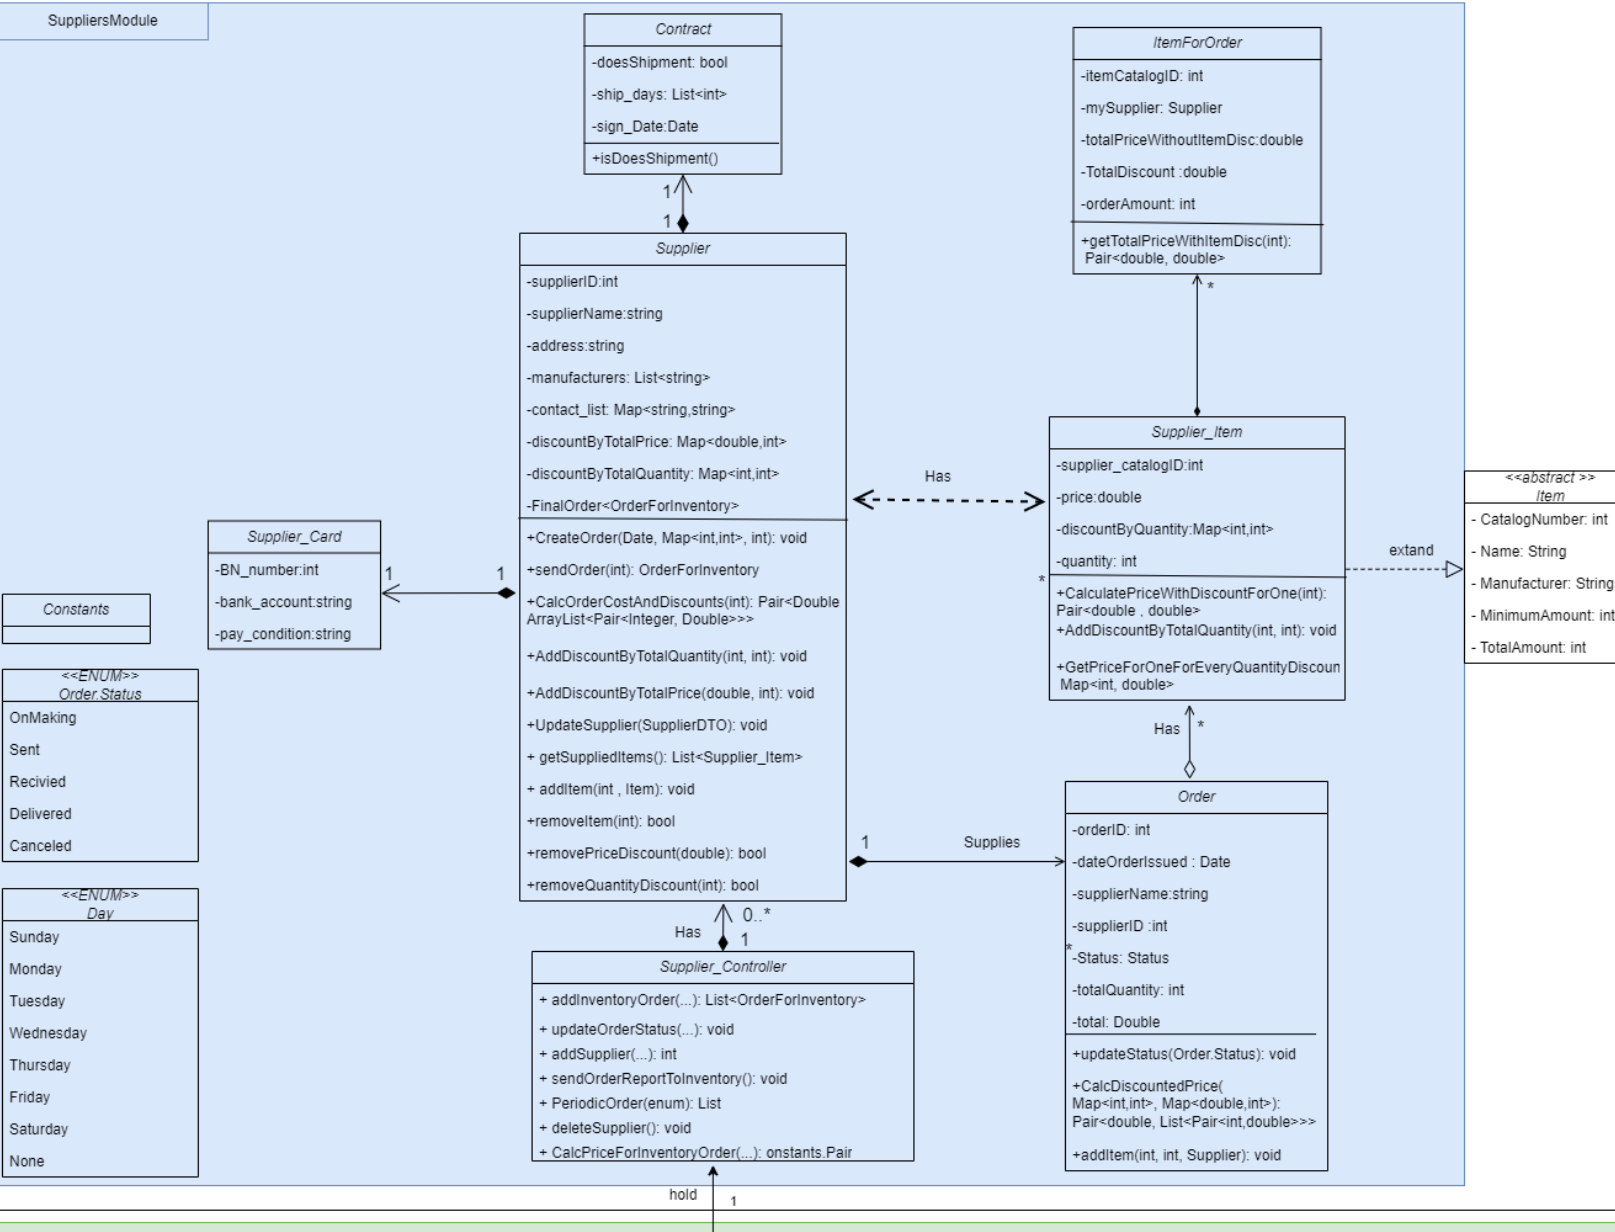 SuppliersModule
Contract
-doesShipment: bool
-ship_days: List<int>
-sign_Date:Date
+isDoesShipment()
1
1
ItemForOrder
-itemCatalogID: int
-mySupplier: Supplier
-totalPriceWithoutItemDisc:double
-TotalDiscount :double
-orderAmount: int
+getTotalPriceWithItemDisc(int):
Pair<double, double>
*
Supplier
-supplierID:int
-supplierName:string
-address:string
-manufacturers: List<string>
-contact_list: Map<string,string>
-discountByTotalPrice: Map<double,int>
-discountByTotalQuantity: Map<int,int>
-FinalOrder<OrderForInventory>
+CreateOrder(Date, Map<int,int>, int): void
+sendOrder(int): OrderForInventory
+CalcOrderCostAndDiscounts(int): Pair<Double
ArrayList<Pair<Integer, Double>>>
+AddDiscountByTotalQuantity(int, int): void
+AddDiscountByTotalPrice(double, int): void
+UpdateSupplier(SupplierDTO): void
+ getSuppliedItems(): List<Supplier_Item>
+ addItem(int , Item): void
+removeItem(int): bool
+removePriceDiscount(double): bool
+removeQuantityDiscount(int): bool
Has
Supplier_Item
-supplier_catalogID:int
-price:double
-discountByQuantity:Map<int,int>
-quantity: int
*
+CalculatePriceWithDiscountForOne(int):
Pair<double , double>
+AddDiscountByTotalQuantity(int, int): void
+GetPriceForOneForEveryQuantityDiscoun
Map<int, double>
extand
<<abstract >>
Item
- CatalogNumber: int
- Name: String
- Manufacturer: String
- MinimumAmount: int
- TotalAmount: int
Supplier_Card
-BN_number:int
-bank_account:string
-pay_condition:string
1
1
Constants
<<ENUM>>
Order.Status
OnMaking
Sent
Recivied
Delivered
Canceled
<<ENUM>>
Day
Sunday
Monday
Tuesday
Wednesday
Thursday
Friday
Saturday
None
Has
*
1
Supplies
Order
-orderID: int
-dateOrderIssued : Date
-supplierName:string
-supplierID :int
*
-Status: Status
-totalQuantity: int
-total: Double
+updateStatus(Order.Status): void
+CalcDiscountedPrice(
Map<int,int>, Map<double,int>):
Pair<double, List<Pair<int,double>>>
+addItem(int, int, Supplier): void
0..*
Has
1
Supplier_Controller
+ addInventoryOrder(...): List<OrderForInventory>
+ updateOrderStatus(...): void
+ addSupplier(...): int
+ sendOrderReportToInventory(): void
+ PeriodicOrder(enum): List
+ deleteSupplier(): void
+ CalcPriceForInventoryOrder(...): onstants.Pair
hold
1